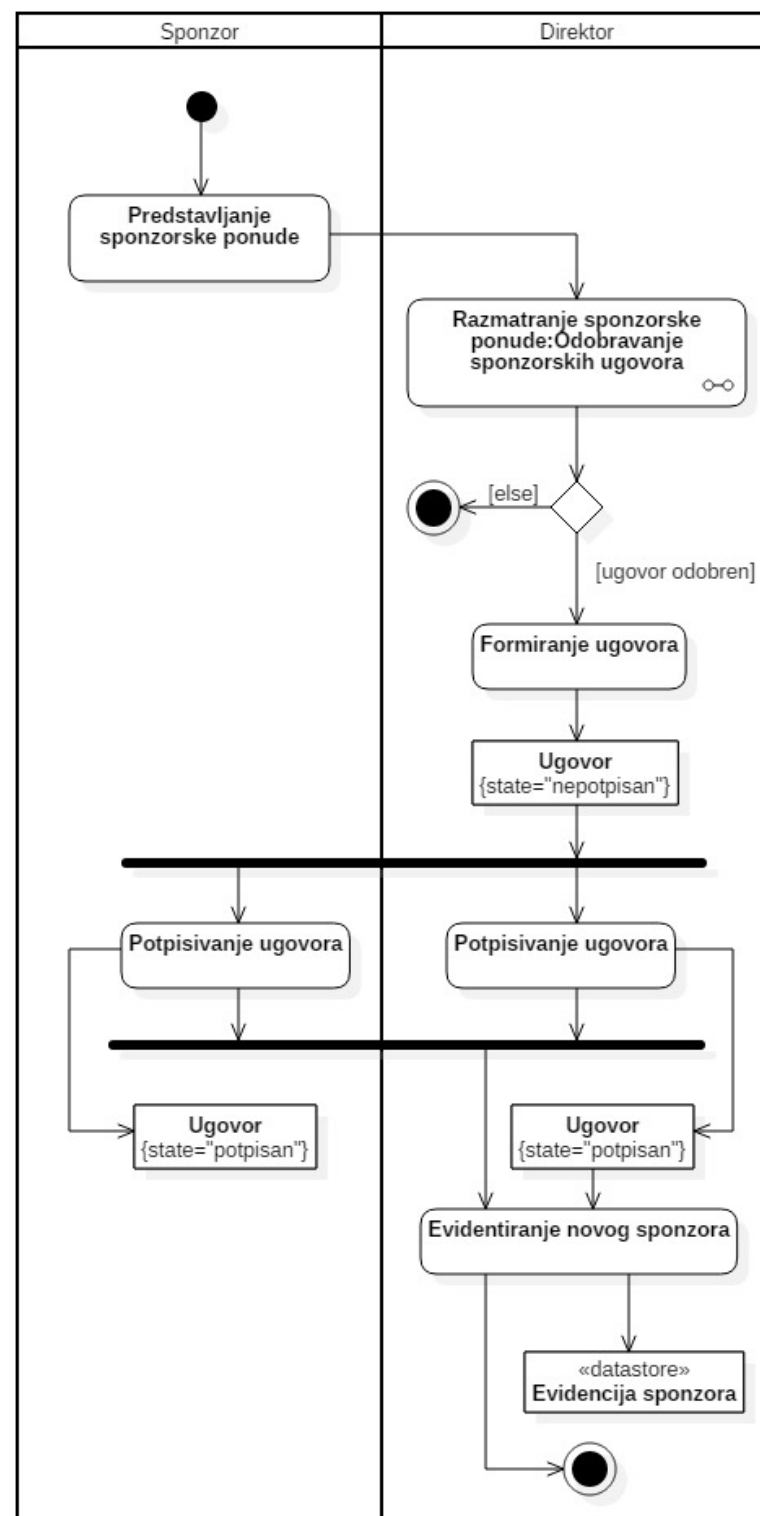 Sponzor
Direktor
Predstavljanje
sponzorske ponude
Razmatranje sponzorske
ponude:Odobravanje
sponzorskih ugovora
[else]
[ugovor odobren]
Formiranje ugovora
Ugovor
{state="nepotpisan"}
Potpisivanje ugovora
Potpisivanje ugovora
Ugovor
{state="potpisan"}
Ugovor
{state="potpisan"}
Evidentiranje novog sponzora
«datastore»
Evidencija sponzora